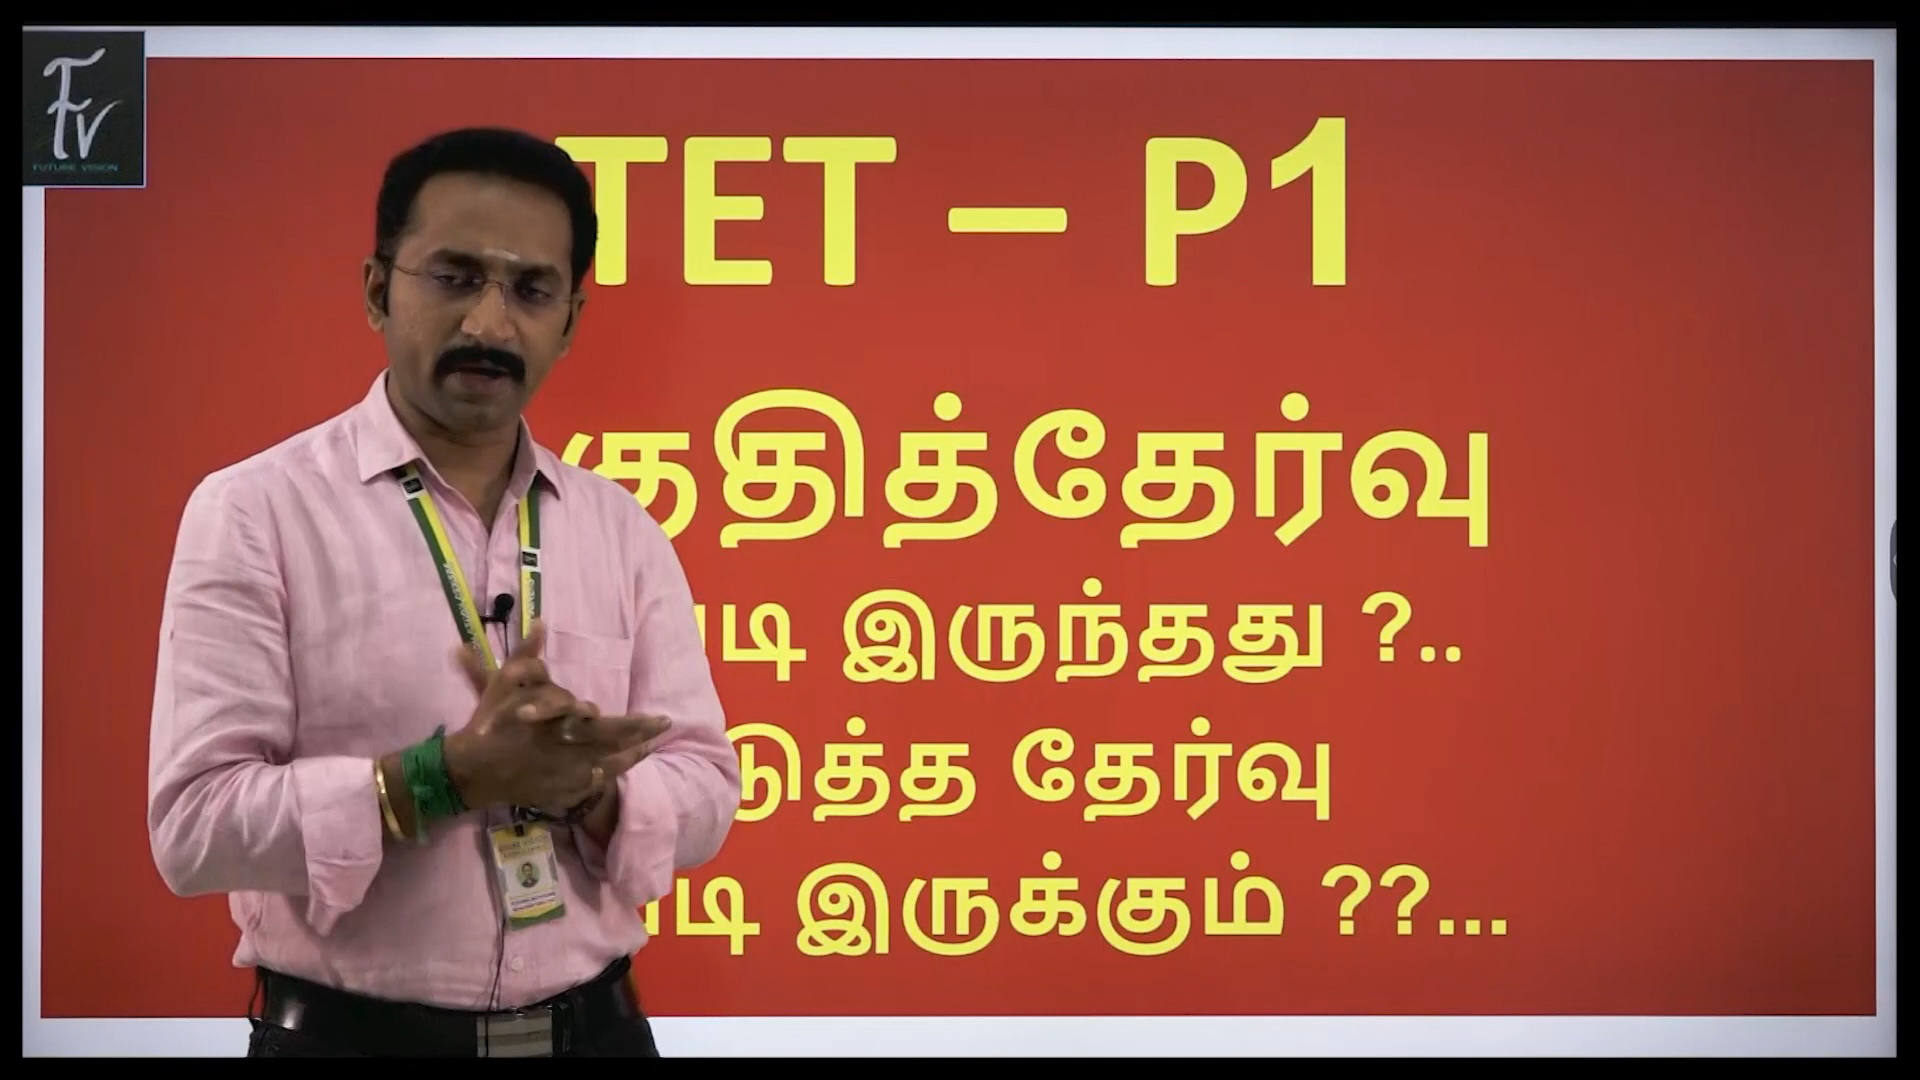 FV
FUTURE VISION
TET – P1
குதித்தேர்வு
இருந்தது ?..
தேர்வு
இருக்கும் ??...